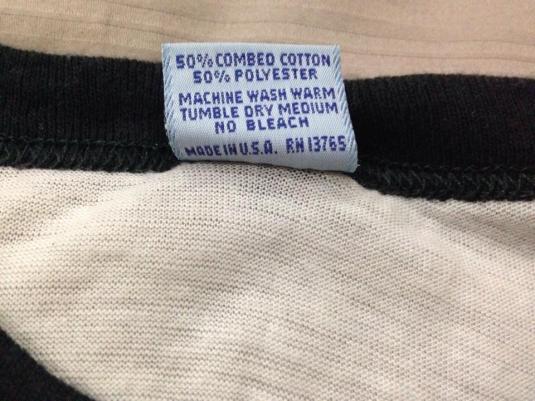 50% COMBED COTTON
50% POLYESTER
MACHINE WASH WARM
TUMBLE DRY MEDIUM
NO BLEACH
MADE IN U.S.A. RN 13765